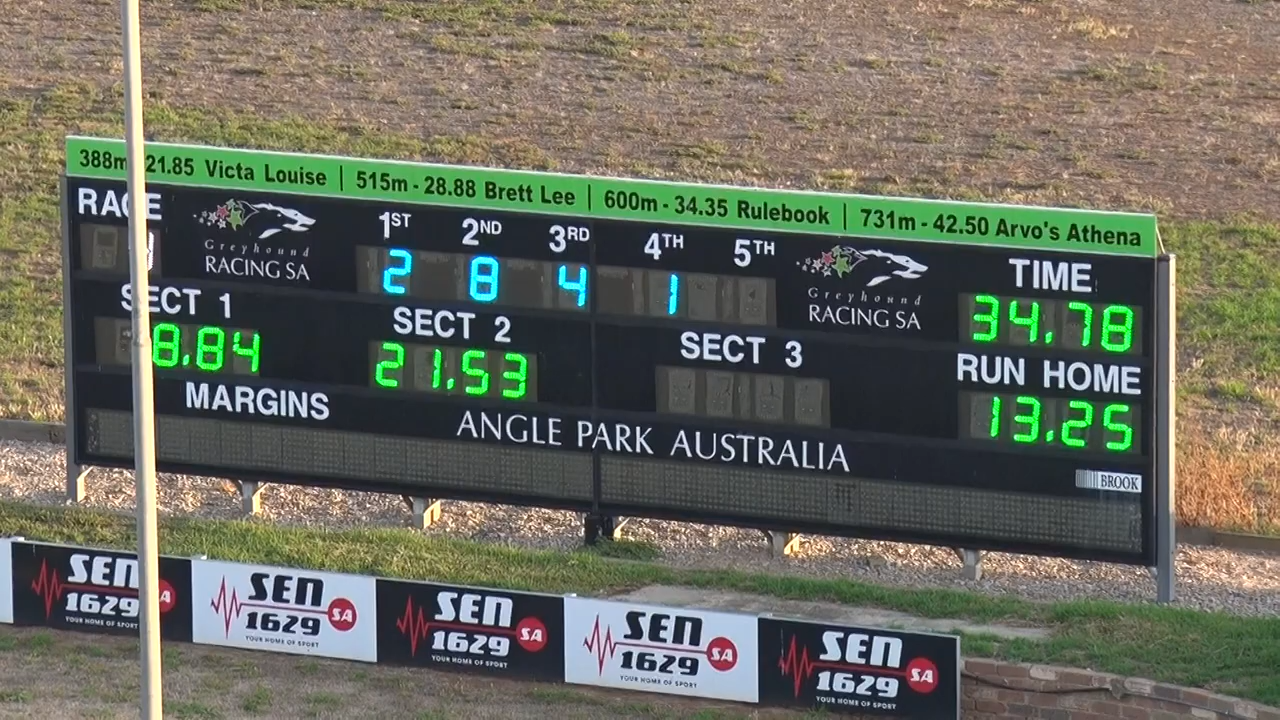 388m 21.85 Victa Louise | 515m - 28.88 Brett Lee | 600m - 34.35 Rulebook | 731m - 42.50 Arvo's Athena
RACE
Greyhound
RACING SA
1ST 2ND 3RD 4TH 5TH
2 8 4 1
Greyhound
RACING SA
TIME
34.78
SECT 1
8.84
SECT 2
21.53
SECT 3
RUN HOME
13.25
MARGINS
ANGLE PARK AUSTRALIA
BROOK
SEN
1629
SA
SEN
1629
SA
YOUR HOME OF SPORT
SEN
1629
SA
YOUR HOME OF SPORT
SEN
1629
SA
YOUR HOME OF SPORT
SEN
1629
SA
YOUR HOME OF SPORT